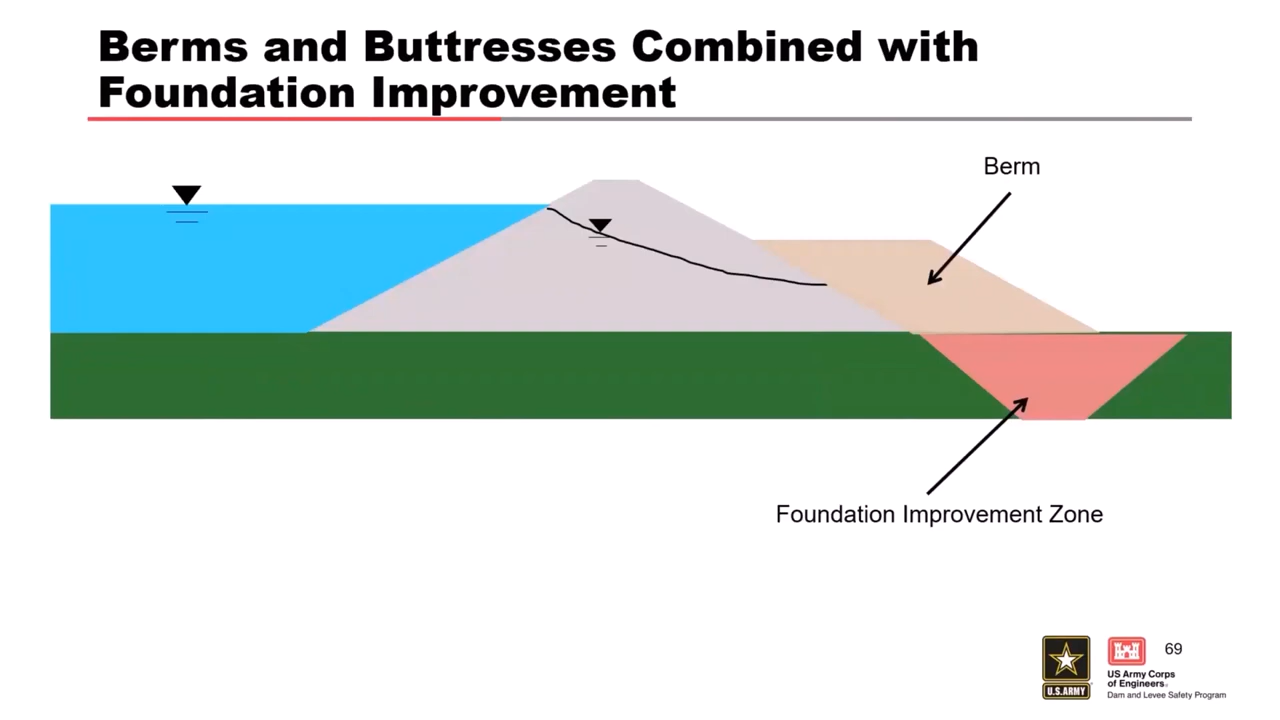 Berms and Buttresses Combined with
Foundation Improvement
Berm
Foundation Improvement Zone
69
U.S.ARMY
US Army Corps
of Engineers®
Dam and Levee Safety Program